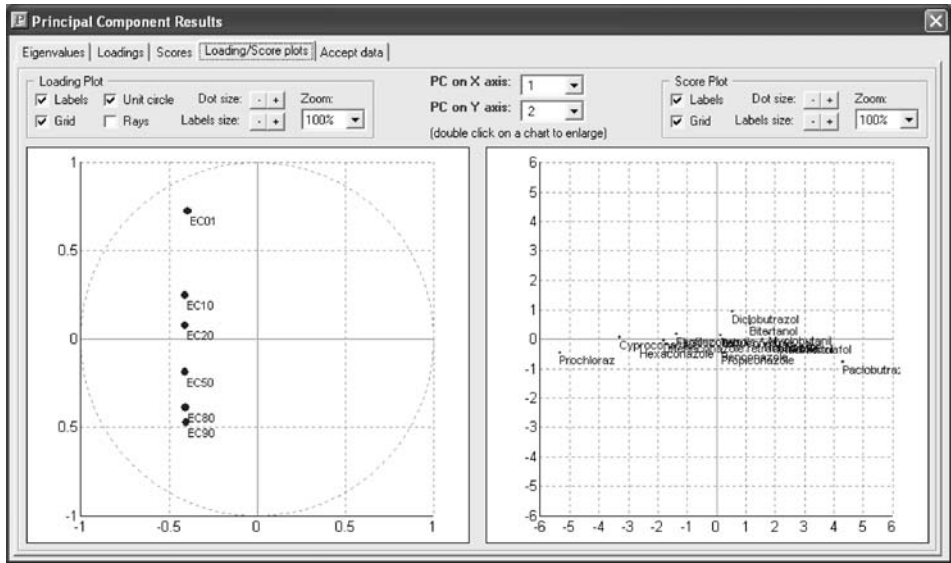 Principal Component Results
Eigenvalues Loadings Scores Loading/Score plots Accept data
Loading Plot
Labels Unit circle Dot size: - + Zoom:
Grid Rays Labels size: - + 100%
PC on X axis: 1
PC on Y axis: 2
(double click on a chart to enlarge)
Score Plot
Labels Dot size: - + Zoom:
Grid Labels size: - + 100%
1
0.5
0
0.5
-1
-1 -0.5 0 0.5 1
EC01
EC10
EC20
EC50
EC80
EC90
6
5
4
3
2
1
0
-1
-2
-3
-4
-5
-6
-6 -5 -4 -3 -2 -1 0 1 2 3 4 5 6
Diclobutrazol
Bitertanol
Hexaconazole
Propiconazole
Prochloraz
Paclobutraz